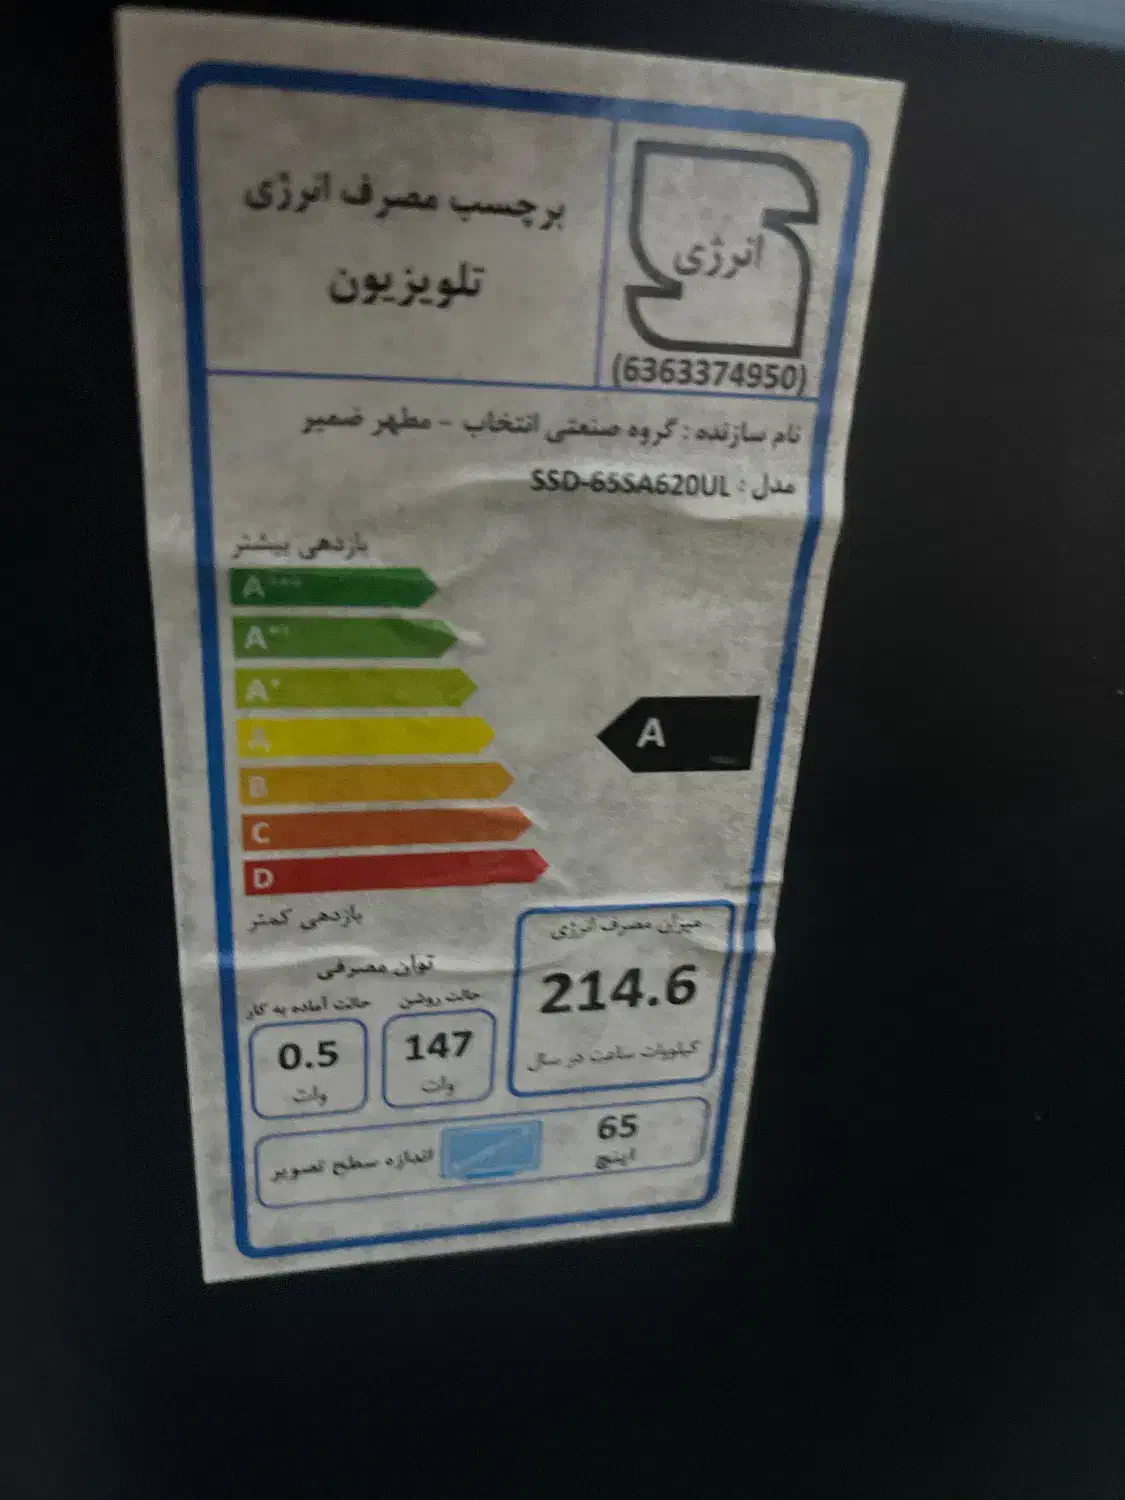 برچسب مصرف انرژی
تلویزیون
انرژی
(6363374950)
نام سازنده : گروه صنعتی انتخاب - مطهر ضمیر
مدل : SSD-65SA620UL
بازدهی بیشتر
A+++
A++
A+
A
B
C
D
A
بازدهی کمتر
میزان مصرف انرژی
214.6
کیلووات ساعت در سال
توان مصرفی
حالت روشن
147
وات
حالت آماده به کار
0.5
وات
65
اینچ
اندازه سطح تصویر